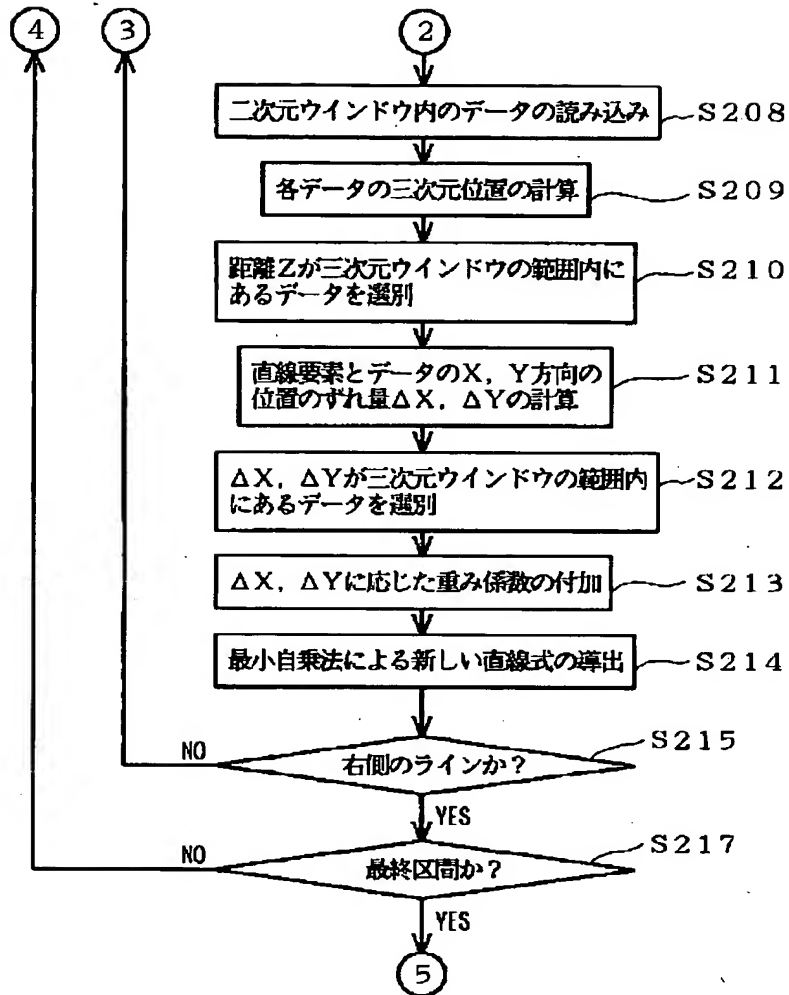 4
3
2
二次元ウインドウ内のデータの読み込み
S208
各データの三次元位置の計算
S209
距離Zが三次元ウインドウの範囲内に
あるデータを選別
S210
直線要素とデータのX，Y方向の
位置のずれ量ΔX，ΔYの計算
S211
ΔX，ΔYが三次元ウインドウの範囲内
にあるデータを選別
S212
ΔX，ΔYに応じた重み係数の付加
S213
最小自乗法による新しい直線式の導出
S214
右側のラインか？
S215
NO
YES
最終区間か？
S217
NO
YES
5